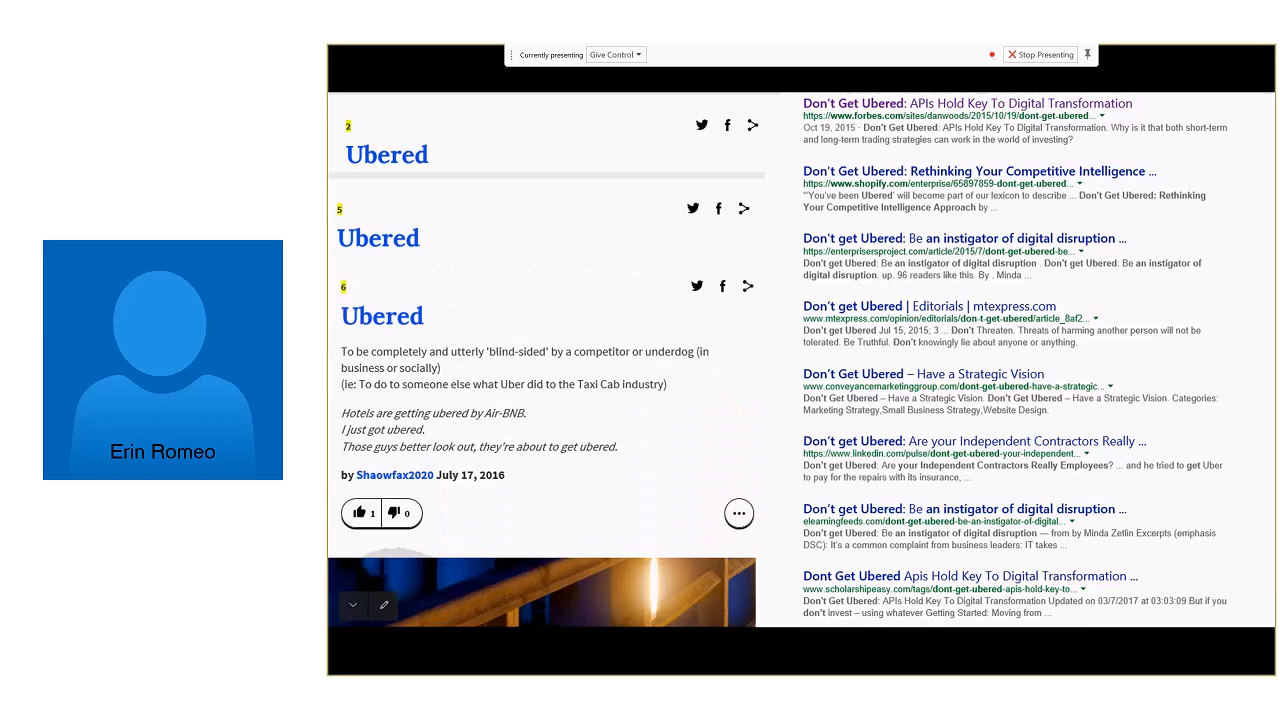 Currently presenting
Give Control
Stop Presenting
Erin Romeo
2
Ubered
5
Ubered
6
Ubered
To be completely and utterly 'blind-sided' by a competitor or underdog (in
business or socially)
(ie: To do to someone else what Uber did to the Taxi Cab industry)
Hotels are getting ubered by Air-BNB.
I just got ubered.
Those guys better look out, they're about to get ubered.
by Shaowfax2020 July 17, 2016
1
0
Don't Get Ubered: APIs Hold Key To Digital Transformation
https://www.forbes.com/sites/danwoods/2015/10/19/dont-get-ubered...
Oct 19, 2015 · Don't Get Ubered: APIs Hold Key To Digital Transformation. Why is it that both short-term
and long-term trading strategies can work in the world of investing?
Don't Get Ubered: Rethinking Your Competitive Intelligence ...
https://www.shopify.com/enterprise/65897859-dont-get-ubered...
"'You've been Ubered' will become part of our lexicon to describe ... Don't Get Ubered: Rethinking
Your Competitive Intelligence Approach by ...
Don't get Ubered: Be an instigator of digital disruption ...
https://enterprisersproject.com/article/2015/7/dont-get-ubered-be...
Don't get Ubered: Be an instigator of digital disruption . Don't get Ubered: Be an instigator of
digital disruption. up. 96 readers like this. By . Minda ...
Don't get Ubered | Editorials | mtexpress.com
www.mtexpress.com/opinion/editorials/don-t-get-ubered/article_8af2...
Don't get Ubered Jul 15, 2015; 3 ... Don't Threaten. Threats of harming another person will not be
tolerated. Be Truthful. Don't knowingly lie about anyone or anything.
Don't Get Ubered – Have a Strategic Vision
www.conveyancemarketinggroup.com/dont-get-ubered-have-a-strategic...
Don't Get Ubered – Have a Strategic Vision. Don't Get Ubered – Have a Strategic Vision. Categories:
Marketing Strategy,Small Business Strategy,Website Design.
Don't get Ubered: Are your Independent Contractors Really ...
https://www.linkedin.com/pulse/dont-get-ubered-your-independent...
Don't get Ubered: Are your Independent Contractors Really Employees? ... and he tried to get Uber
to pay for the repairs with its insurance, ...
Don't get Ubered: Be an instigator of digital disruption ...
elearningfeeds.com/dont-get-ubered-be-an-instigator-of-digital...
Don't get Ubered: Be an instigator of digital disruption — from by Minda Zetlin Excerpts (emphasis
DSC): It's a common complaint from business leaders: IT takes ...
Dont Get Ubered Apis Hold Key To Digital Transformation ...
www.scholarshipeasy.com/tags/dont-get-ubered-apis-hold-key-to...
Don't Get Ubered: APIs Hold Key To Digital Transformation Updated on 03/7/2017 at 03:03:09 But if you
don't invest – using whatever Getting Started: Moving from ...